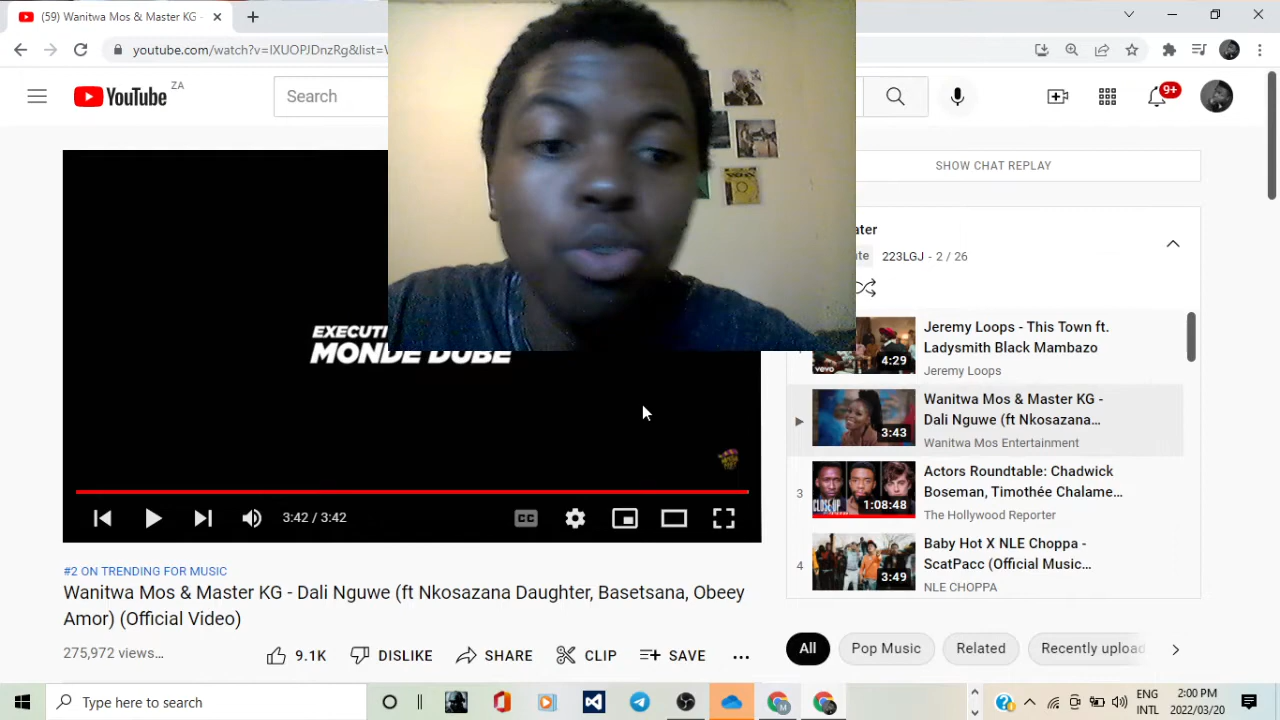 (59) Wanitwa Mos & Master KG -
youtube.com/watch?v=IXUOPJDnzRg&list=
YouTube ZA
Search
9+
SHOW CHAT REPLAY
223LGJ - 2 / 26
EXECUTI
MONDE DUBE
4:29
Jeremy Loops - This Town ft.
Ladysmith Black Mambazo
Jeremy Loops
3:43
Wanitwa Mos & Master KG -
Dali Nguwe (ft Nkosazana...
Wanitwa Mos Entertainment
3
CLOSE UP
1:08:48
Actors Roundtable: Chadwick
Boseman, Timothée Chalame...
The Hollywood Reporter
4
3:49
Baby Hot X NLE Choppa -
ScatPacc (Official Music...
NLE CHOPPA
3:42 / 3:42
CC
#2 ON TRENDING FOR MUSIC
Wanitwa Mos & Master KG - Dali Nguwe (ft Nkosazana Daughter, Basetsana, Obeey
Amor) (Official Video)
275,972 views...
9.1K
DISLIKE
SHARE
CLIP
SAVE
All
Pop Music
Related
Recently upload
Type here to search
ENG
INTL
2:00 PM
2022/03/20